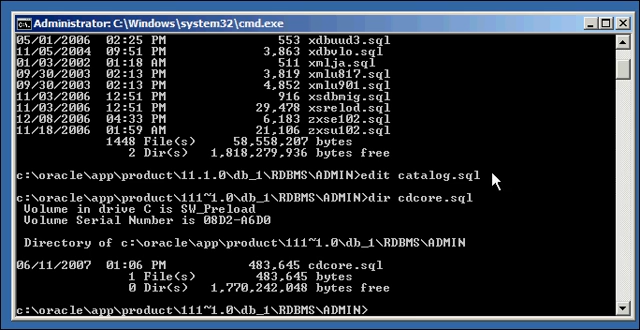 Administrator: C:\Windows\system32\cmd.exe
05/01/2006  02:25 PM               553 xdbuud3.sql
11/05/2004  09:51 PM             3,863 xdbvlo.sql
01/03/2002  01:18 AM               511 xmlja.sql
09/30/2003  02:13 PM             3,819 xmlu817.sql
09/30/2003  02:13 PM             4,852 xmlu901.sql
11/03/2006  12:51 PM               916 xsdbmig.sql
11/03/2006  12:51 PM            29,478 xsrelod.sql
12/08/2006  04:33 PM             6,183 zxse102.sql
11/18/2006  01:59 AM            21,106 zxsu102.sql
1448 File(s)     58,558,207 bytes
2 Dir(s)   1,818,279,936 bytes free
c:\oracle\app\product\11.1.0\db_1\RDBMS\ADMIN>edit catalog.sql
c:\oracle\app\product\111~1.0\db_1\RDBMS\ADMIN>dir cdcore.sql
Volume in drive C is SW_Preload
Volume Serial Number is 08D2-A6D0
Directory of c:\oracle\app\product\111~1.0\db_1\RDBMS\ADMIN
06/11/2007  01:06 PM           483,645 cdcore.sql
1 File(s)        483,645 bytes
0 Dir(s)   1,770,242,048 bytes free
c:\oracle\app\product\111~1.0\db_1\RDBMS\ADMIN>